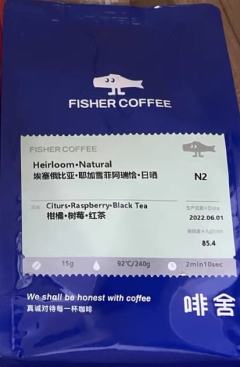 FISHER COFFEE
FISHER COFFEE
Heirloom•Natural
埃塞俄比亚•耶加雪菲阿瑞恰•日晒
N2
Citurs•Raspberry•Black Tea
柑橘•树莓•红茶
2022.06.01
85.4
15g
92℃/240g
2min10sec
We shall be honest with coffee
真诚对待每一杯咖啡
啡舍